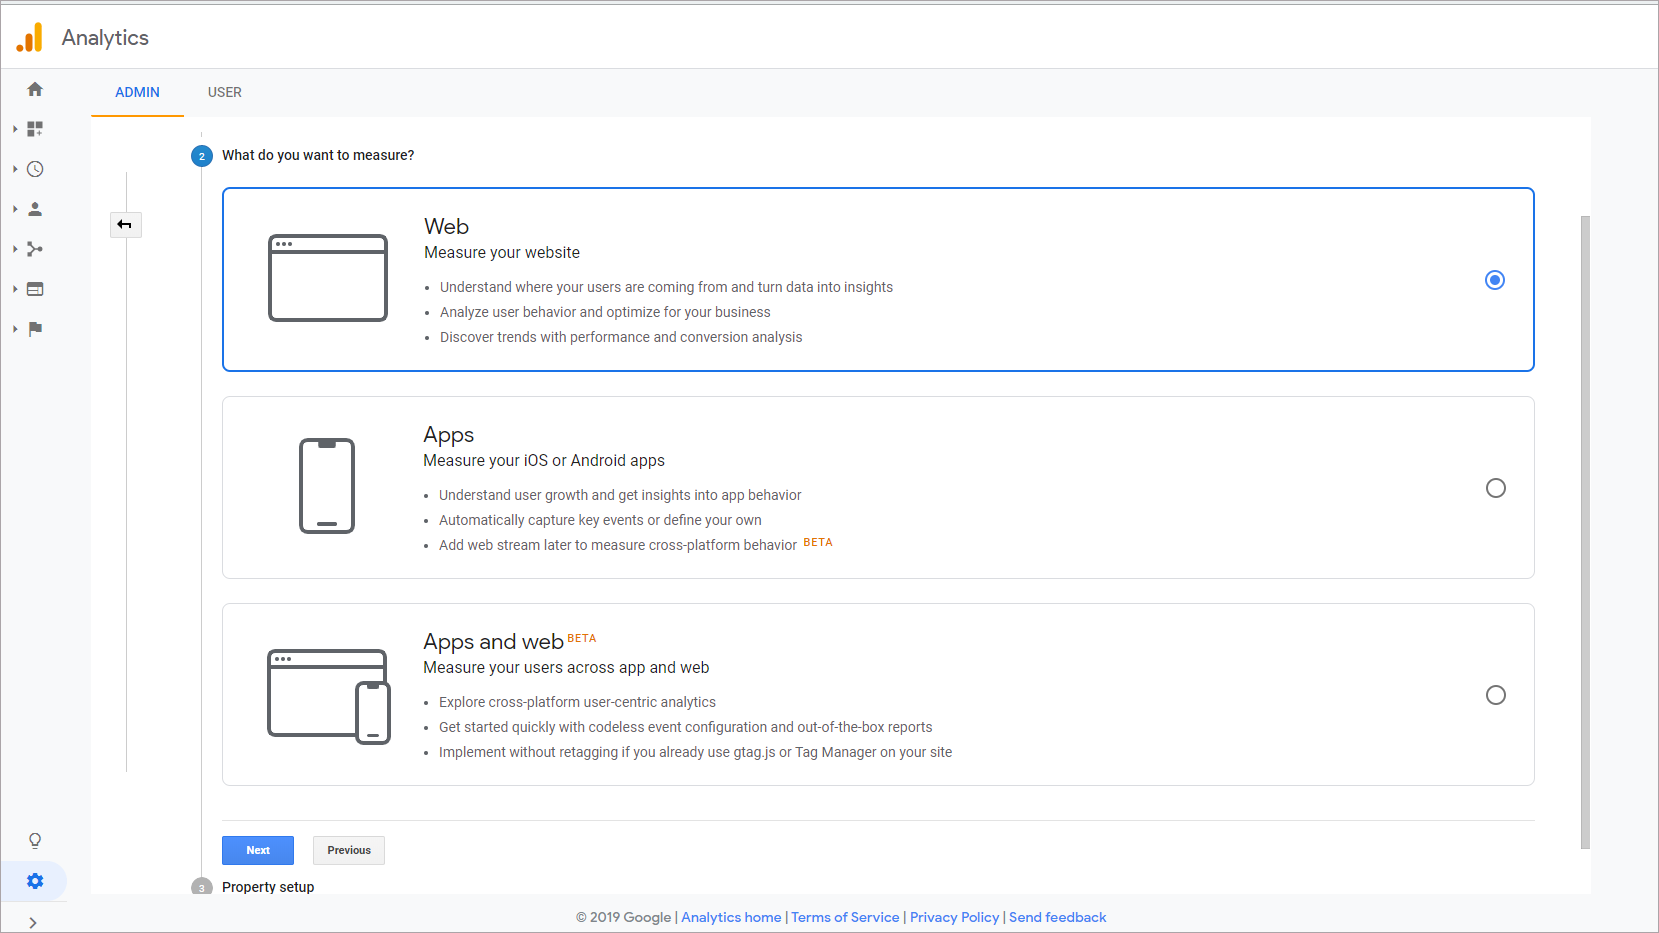 Analytics
ADMIN USER
2 What do you want to measure?
Web
Measure your website
• Understand where your users are coming from and turn data into insights
• Analyze user behavior and optimize for your business
• Discover trends with performance and conversion analysis
Apps
Measure your iOS or Android apps
• Understand user growth and get insights into app behavior
• Automatically capture key events or define your own
• Add web stream later to measure cross-platform behavior BETA
Apps and web BETA
Measure your users across app and web
• Explore cross-platform user-centric analytics
• Get started quickly with codeless event configuration and out-of-the-box reports
• Implement without retagging if you already use gtag.js or Tag Manager on your site
Next Previous
3 Property setup
© 2019 Google | Analytics home | Terms of Service | Privacy Policy | Send feedback